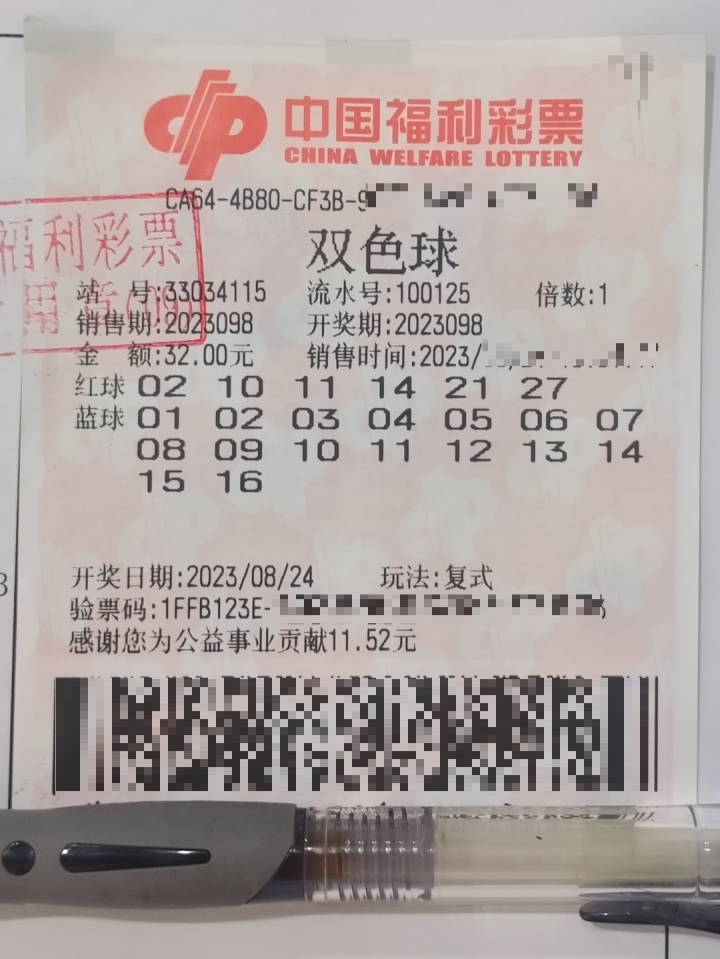 中国福利彩票
CHINA WELFARE LOTTERY
CA64-4B80-CF3B-9
福利彩票
双色球
站 号:33034115 流水号:100125 倍数:1
销售期:2023098 开奖期:2023098
金 额:32.00元 销售时间:2023/
红球 02 10 11 14 21 27
蓝球 01 02 03 04 05 06 07
08 09 10 11 12 13 14
15 16
开奖日期:2023/08/24 玩法:复式
验票码:1FFB123E-
感谢您为公益事业贡献11.52元